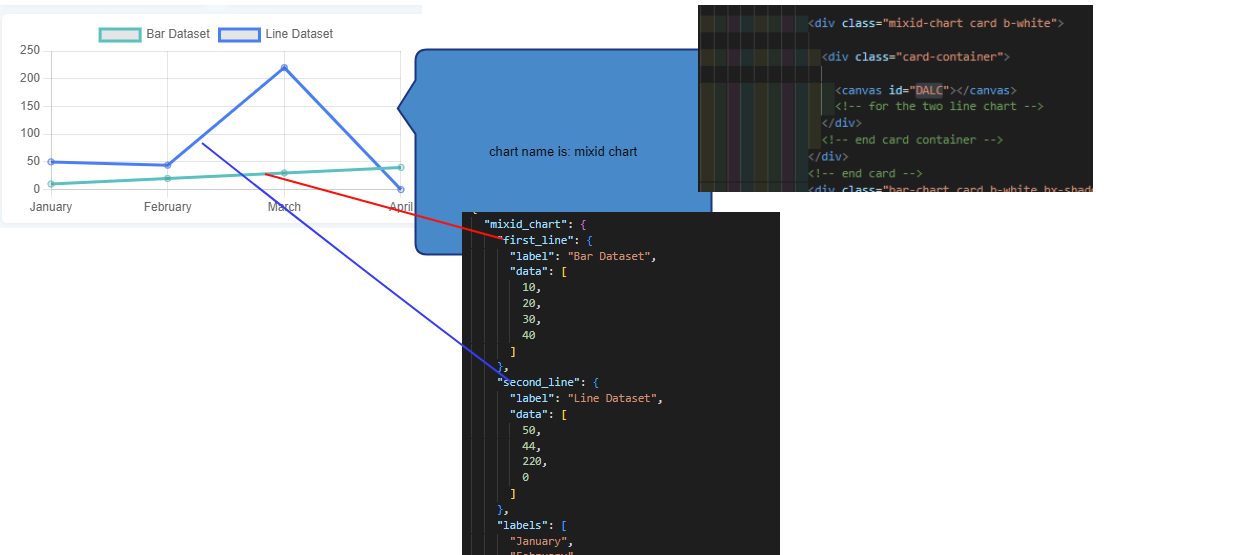 Bar Dataset Line Dataset
250
200
150
100
50
0
January February March April
chart name is: mixid chart
<div class="mixid-chart card b-white">
<div class="card-container">
<canvas id="DALC"></canvas>
<!-- for the two line chart -->
</div>
<!-- end card container -->
</div>
<!-- end card -->
<div class="bar-chart card b-white bx-shado
"mixid_chart": {
"first_line": {
"label": "Bar Dataset",
"data": [
10,
20,
30,
40
]
},
"second_line": {
"label": "Line Dataset",
"data": [
50,
44,
220,
0
]
},
"labels": [
"January",
"February"